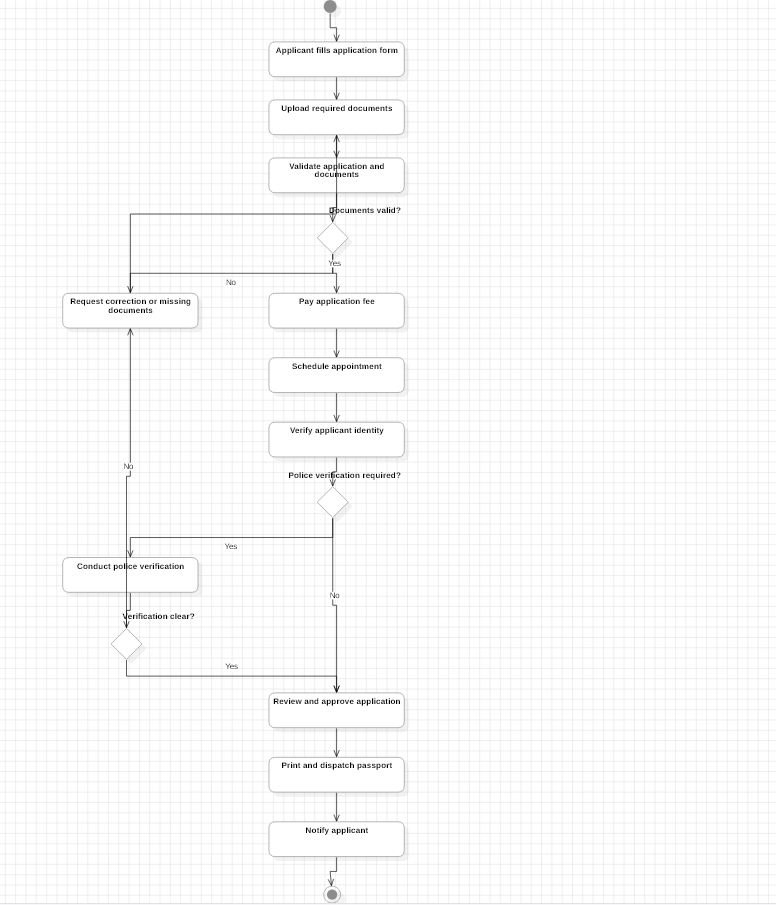 Applicant fills application form
Upload required documents
Validate application and
documents
Documents valid?
Yes
No
Request correction or missing
documents
Pay application fee
Schedule appointment
Verify applicant identity
No
Police verification required?
Yes
Conduct police verification
No
Verification clear?
Yes
Review and approve application
Print and dispatch passport
Notify applicant